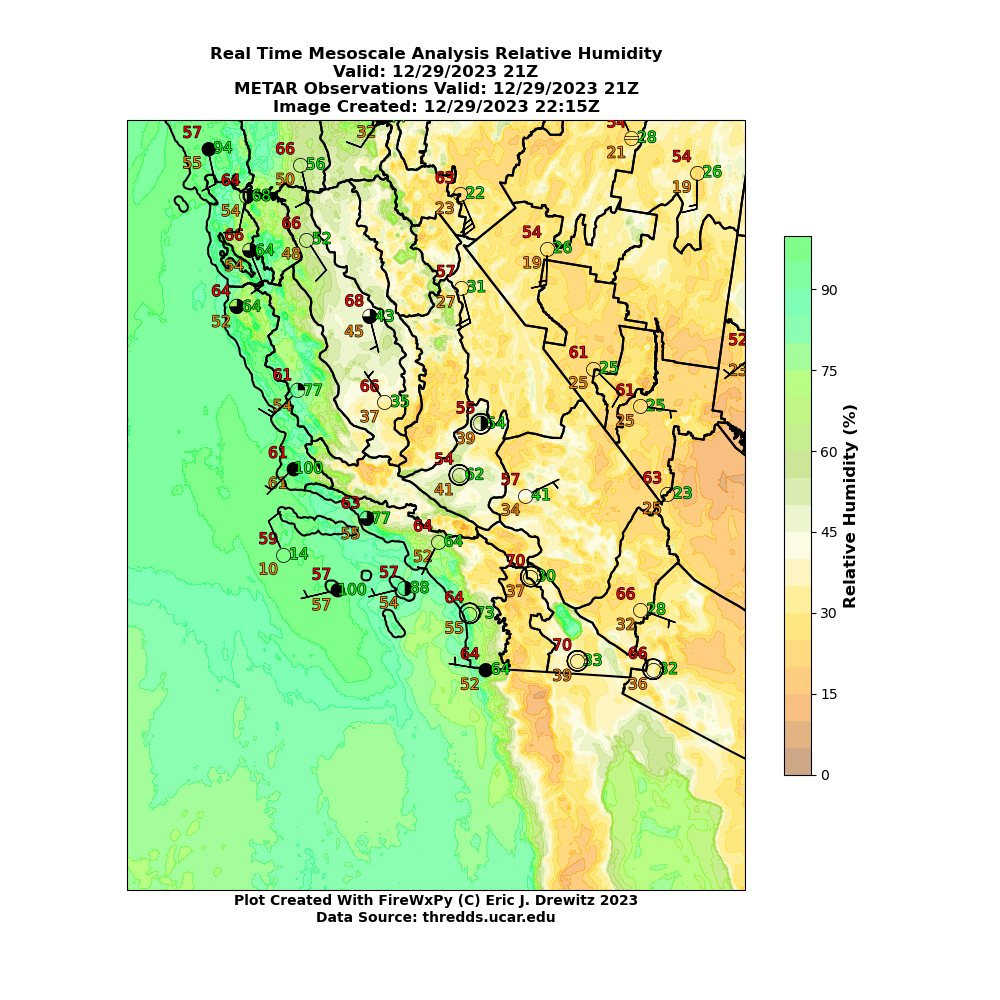 Real Time Mesoscale Analysis Relative Humidity
Valid: 12/29/2023 21Z
METAR Observations Valid: 12/29/2023 21Z
Image Created: 12/29/2023 22:15Z
57 94 55
32
66 56 50
54 28 21
54 26 19
64 68 54
63 22 23
66 64 54
66 52 48
54 26 19
64 64 52
57 31 27
68 43 45
52 23
61 25 25
61 77 54
66 35 37
61 25 25
55 54 39
61 100 61
54 62 41
57 41 34
63 23 25
63 77 55
64 64 52
59 14 10
57 100 57
57 88 54
70 30 37
64 73 55
66 28 32
64 64 52
70 33 39
66 32 36
90
75
60
45
30
15
0
Relative Humidity (%)
Plot Created With FireWxPy (C) Eric J. Drewitz 2023
Data Source: thredds.ucar.edu